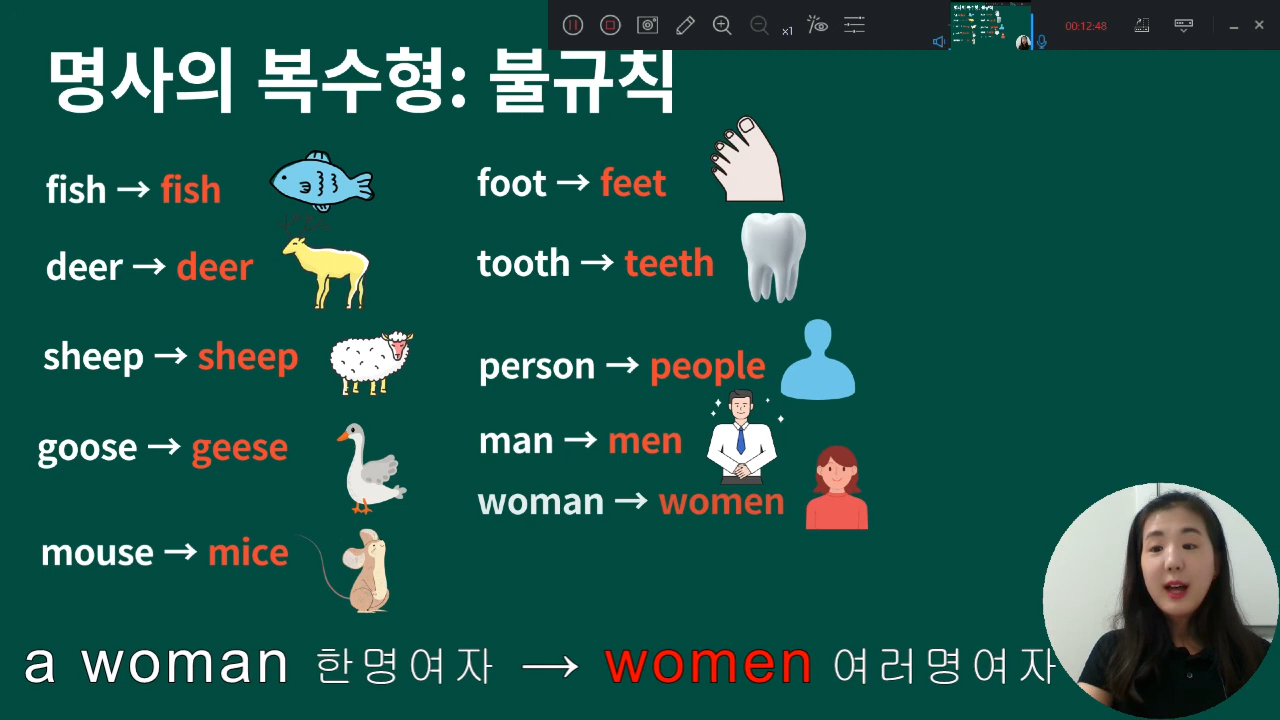 x1
00:12:48
명사의 복수형: 불규칙
fish → fish
deer → deer
sheep → sheep
goose → geese
mouse → mice
foot → feet
tooth → teeth
person → people
man → men
woman → women
a woman 한명여자 → women 여러명여자